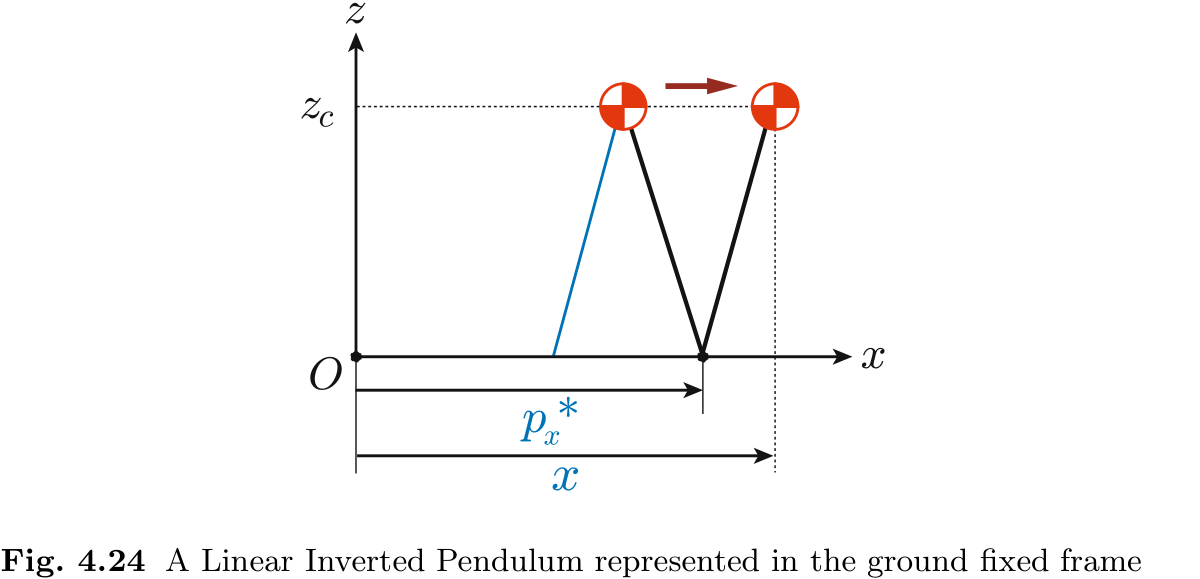 z
z_c
O
x
p_x*
x
Fig. 4.24 A Linear Inverted Pendulum represented in the ground fixed frame